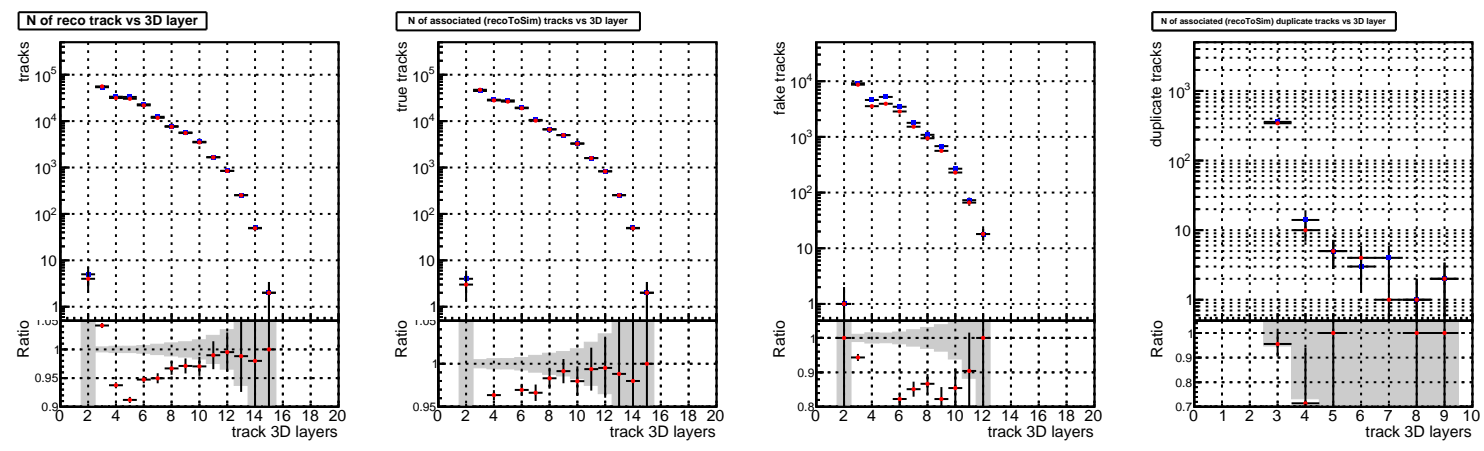 N of reco track vs 3D layer
tracks
10^5
10^4
10^3
10^2
10
1
Ratio
1.05
1
0.95
0.9
0 2 4 6 8 10 12 14 16 18 20
track 3D layers
N of associated (recoToSim) tracks vs 3D layer
true tracks
10^5
10^4
10^3
10^2
10
1
Ratio
1.05
1
0.95
0 2 4 6 8 10 12 14 16 18 20
track 3D layers
fake tracks
10^4
10^3
10^2
10
1
Ratio
1
0.9
0.8
0 2 4 6 8 10 12 14 16 18 20
track 3D layers
N of associated (recoToSim) duplicate tracks vs 3D layer
duplicate tracks
10^3
10^2
10
1
Ratio
1
0.9
0.8
0.7
0 1 2 3 4 5 6 7 8 9 10
track 3D layers